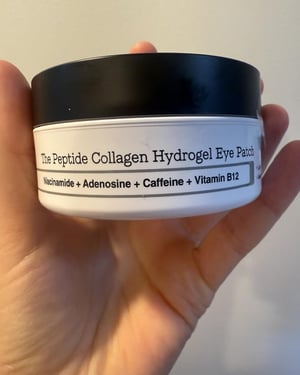 The Peptide Collagen Hydrogel Eye Patch
Niacinamide + Adenosine + Caffeine + Vitamin B12